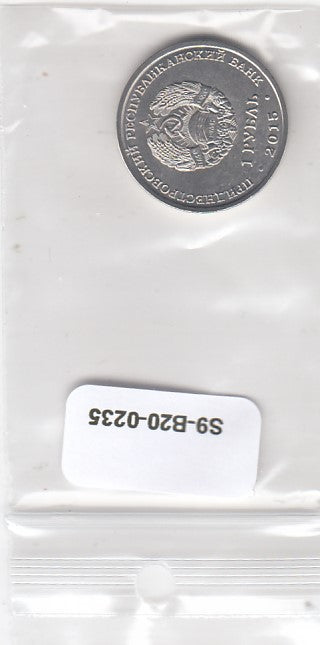 ПРИДНЕСТРОВСКИЙ РЕСПУБЛИКАНСКИЙ БАНК
1 РУБЛЬ
2015
S9-B20-0235